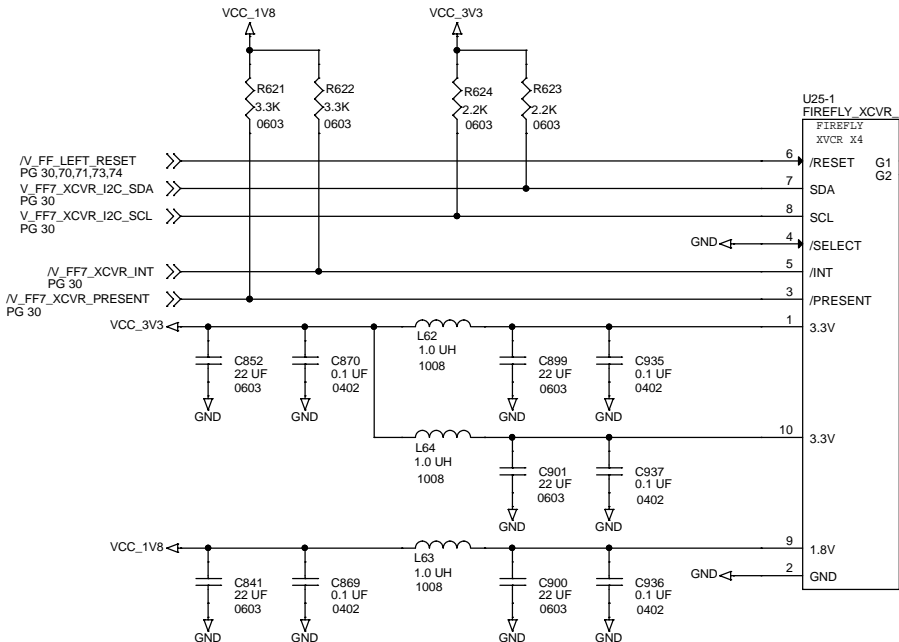 VCC_1V8
VCC_3V3
R621
3.3K
0603
R622
3.3K
0603
R624
2.2K
0603
R623
2.2K
0603
U25-1
FIREFLY_XCVR_
FIREFLY
XVCR X4
/V_FF_LEFT_RESET
PG 30,70,71,73,74
6
/RESET
G1
G2
V_FF7_XCVR_I2C_SDA
PG 30
7
SDA
V_FF7_XCVR_I2C_SCL
PG 30
8
SCL
GND
4
/SELECT
/V_FF7_XCVR_INT
PG 30
5
/INT
/V_FF7_XCVR_PRESENT
PG 30
3
/PRESENT
VCC_3V3
1
3.3V
L62
1.0 UH
1008
C852
22 UF
0603
GND
C870
0.1 UF
0402
GND
C899
22 UF
0603
GND
C935
0.1 UF
0402
GND
10
3.3V
L64
1.0 UH
1008
C901
22 UF
0603
GND
C937
0.1 UF
0402
GND
VCC_1V8
9
1.8V
L63
1.0 UH
1008
GND
2
GND
C841
22 UF
0603
GND
C869
0.1 UF
0402
GND
C900
22 UF
0603
GND
C936
0.1 UF
0402
GND